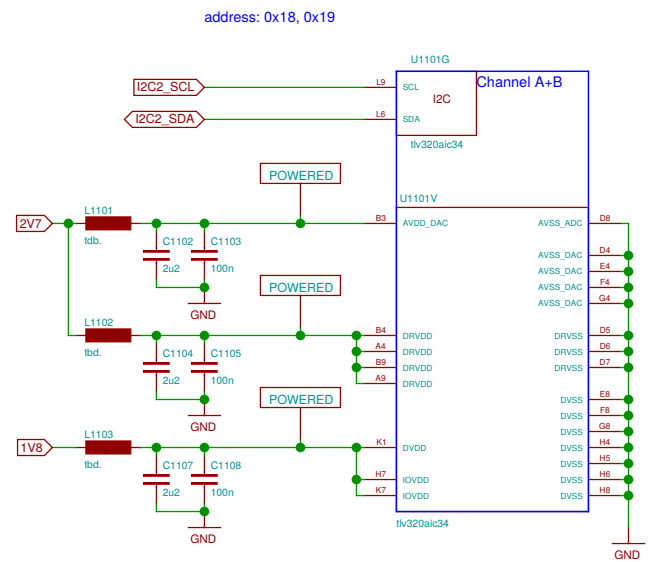 address: 0x18, 0x19
U1101G
I2C2_SCL
L9
SCL
Channel A+B
I2C
I2C2_SDA
L6
SDA
tlv320aic34
POWERED
U1101V
L1101
2V7
B3
AVDD_DAC
AVSS_ADC
D8
tdb.
C1102
C1103
2u2
100n
AVSS_DAC
D4
AVSS_DAC
E4
AVSS_DAC
F4
AVSS_DAC
G4
POWERED
GND
L1102
B4
DRVDD
DRVSS
D5
tbd.
A4
DRVDD
DRVSS
D6
C1104
C1105
B9
DRVDD
DRVSS
D7
2u2
100n
A9
DRVDD
POWERED
DVSS
E8
DVSS
F8
GND
DVSS
G8
L1103
1V8
K1
DVDD
DVSS
H4
tbd.
DVSS
H5
C1107
C1108
H7
IOVDD
DVSS
H6
2u2
100n
K7
IOVDD
DVSS
H8
tlv320aic34
GND
GND